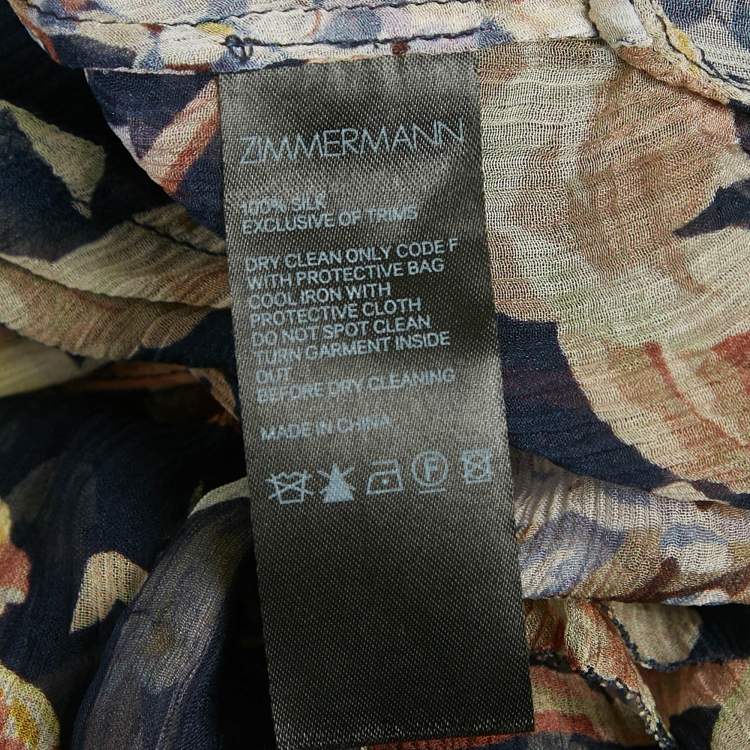 ZIMMERMANN
100% SILK
EXCLUSIVE OF TRIMS
DRY CLEAN ONLY CODE F
WITH PROTECTIVE BAG
COOL IRON WITH
PROTECTIVE CLOTH
DO NOT SPOT CLEAN
TURN GARMENT INSIDE
OUT
BEFORE DRY CLEANING
MADE IN CHINA
F